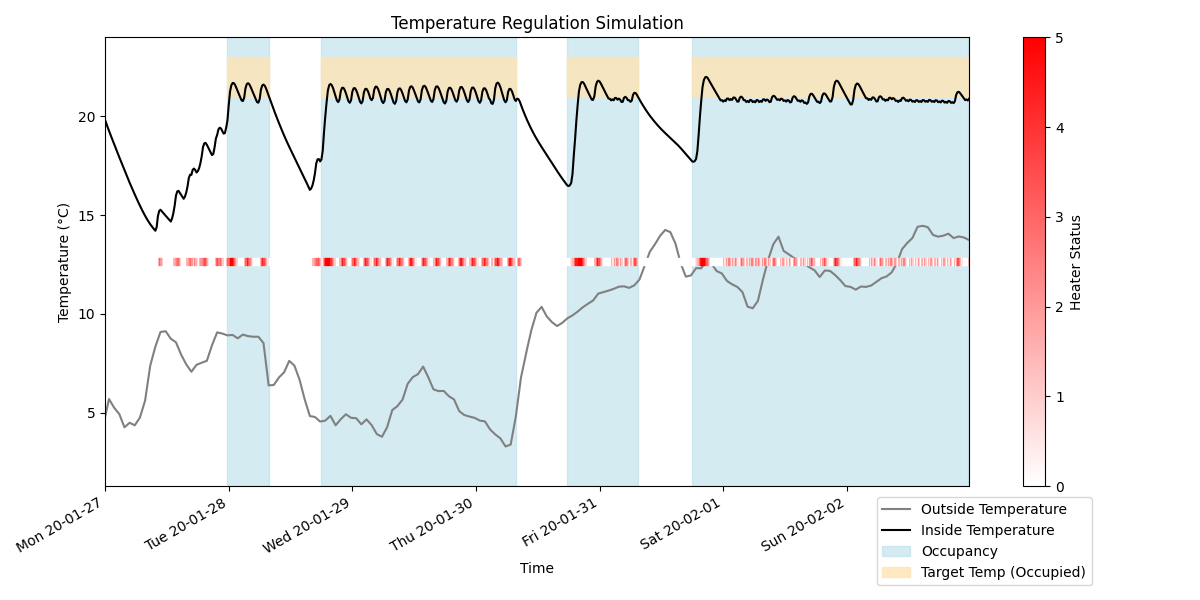 Temperature Regulation Simulation
Temperature (°C)
20
15
10
5
Mon 20-01-27
Tue 20-01-28
Wed 20-01-29
Thu 20-01-30
Fri 20-01-31
Sat 20-02-01
Sun 20-02-02
Time
5
4
3
2
1
0
Heater Status
Outside Temperature
Inside Temperature
Occupancy
Target Temp (Occupied)